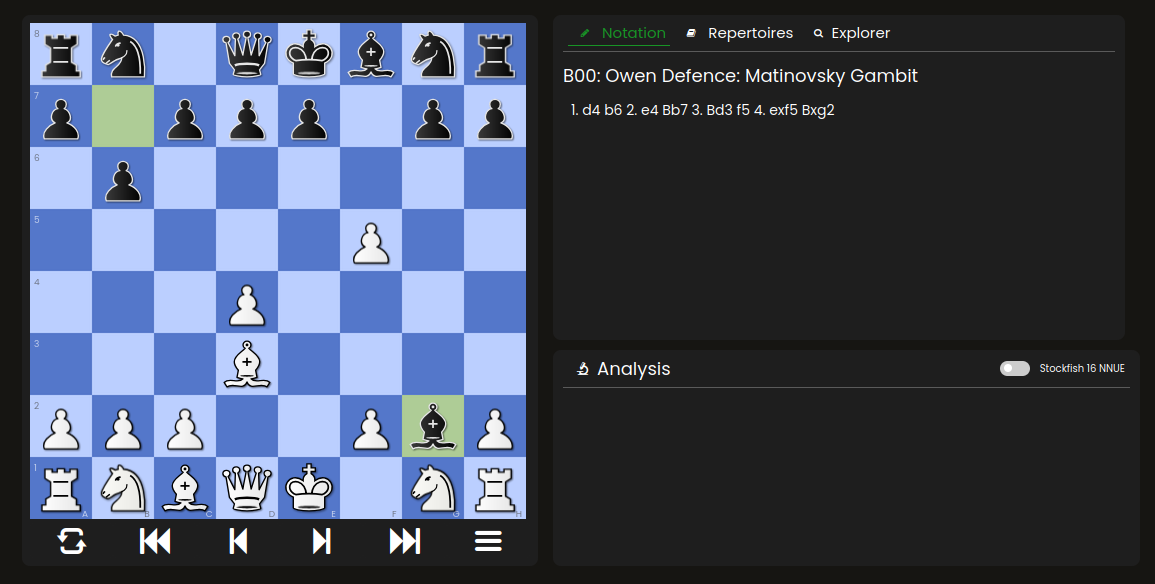 8
7
6
5
4
3
2
1
A B C D E F G H
Notation Repertoires Explorer
B00: Owen Defence: Matinovsky Gambit
1. d4 b6 2. e4 Bb7 3. Bd3 f5 4. exf5 Bxg2
Analysis Stockfish 16 NNUE